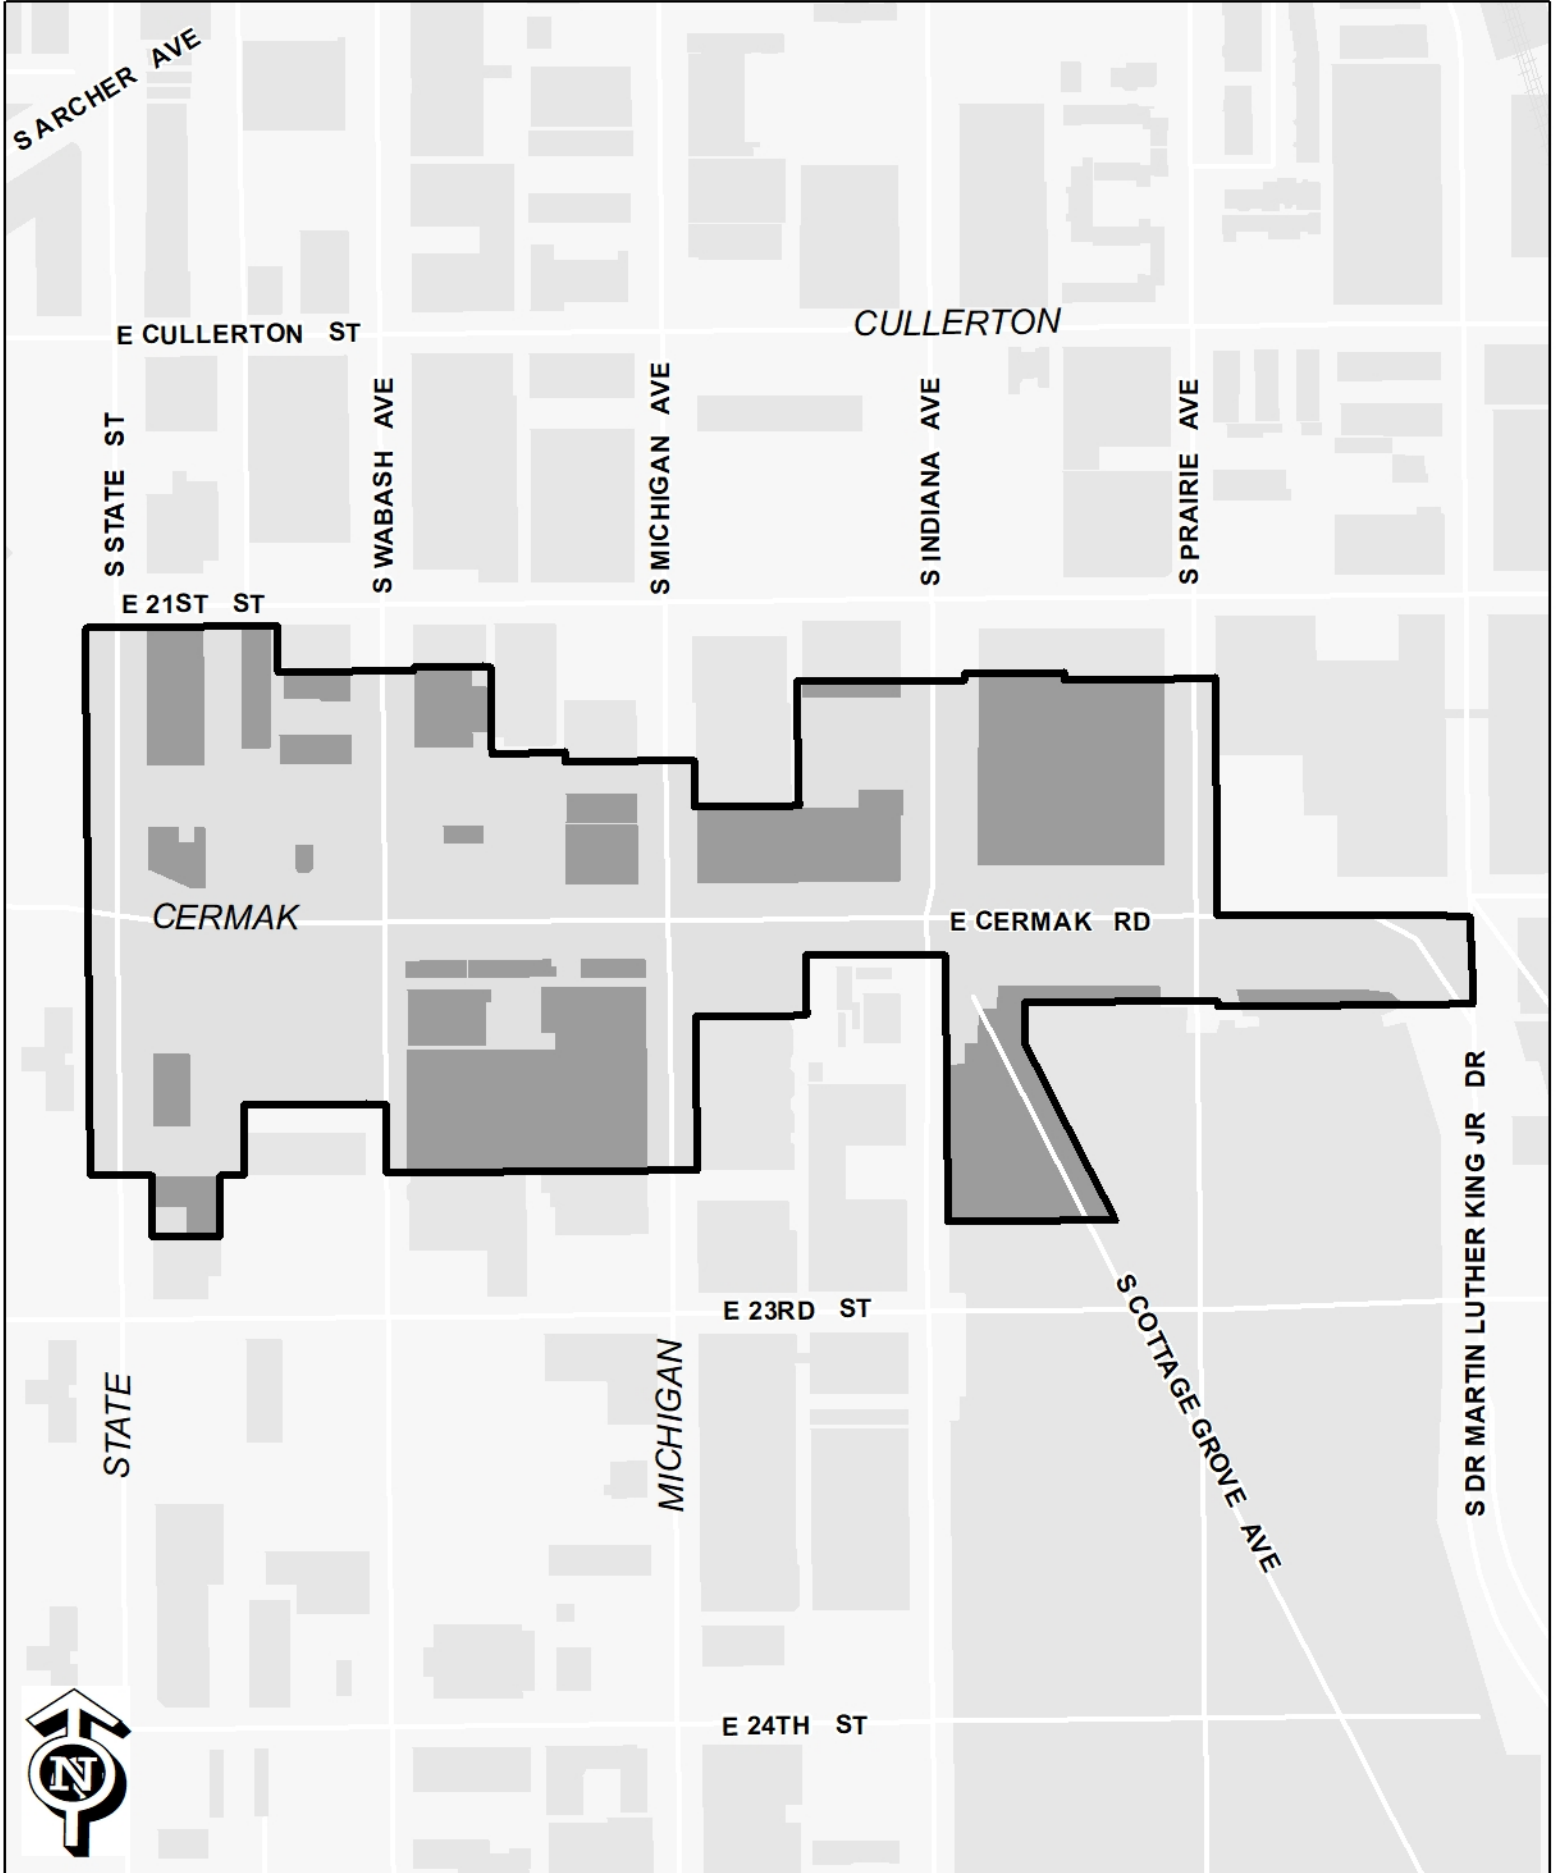 S ARCHER AVE
E CULLERTON ST
CULLERTON
S STATE ST
S WABASH AVE
S MICHIGAN AVE
S INDIANA AVE
S PRAIRIE AVE
E 21ST ST
CERMAK
E CERMAK RD
S DR MARTIN LUTHER KING JR DR
E 23RD ST
S COTTAGE GROVE AVE
STATE
MICHIGAN
E 24TH ST
N